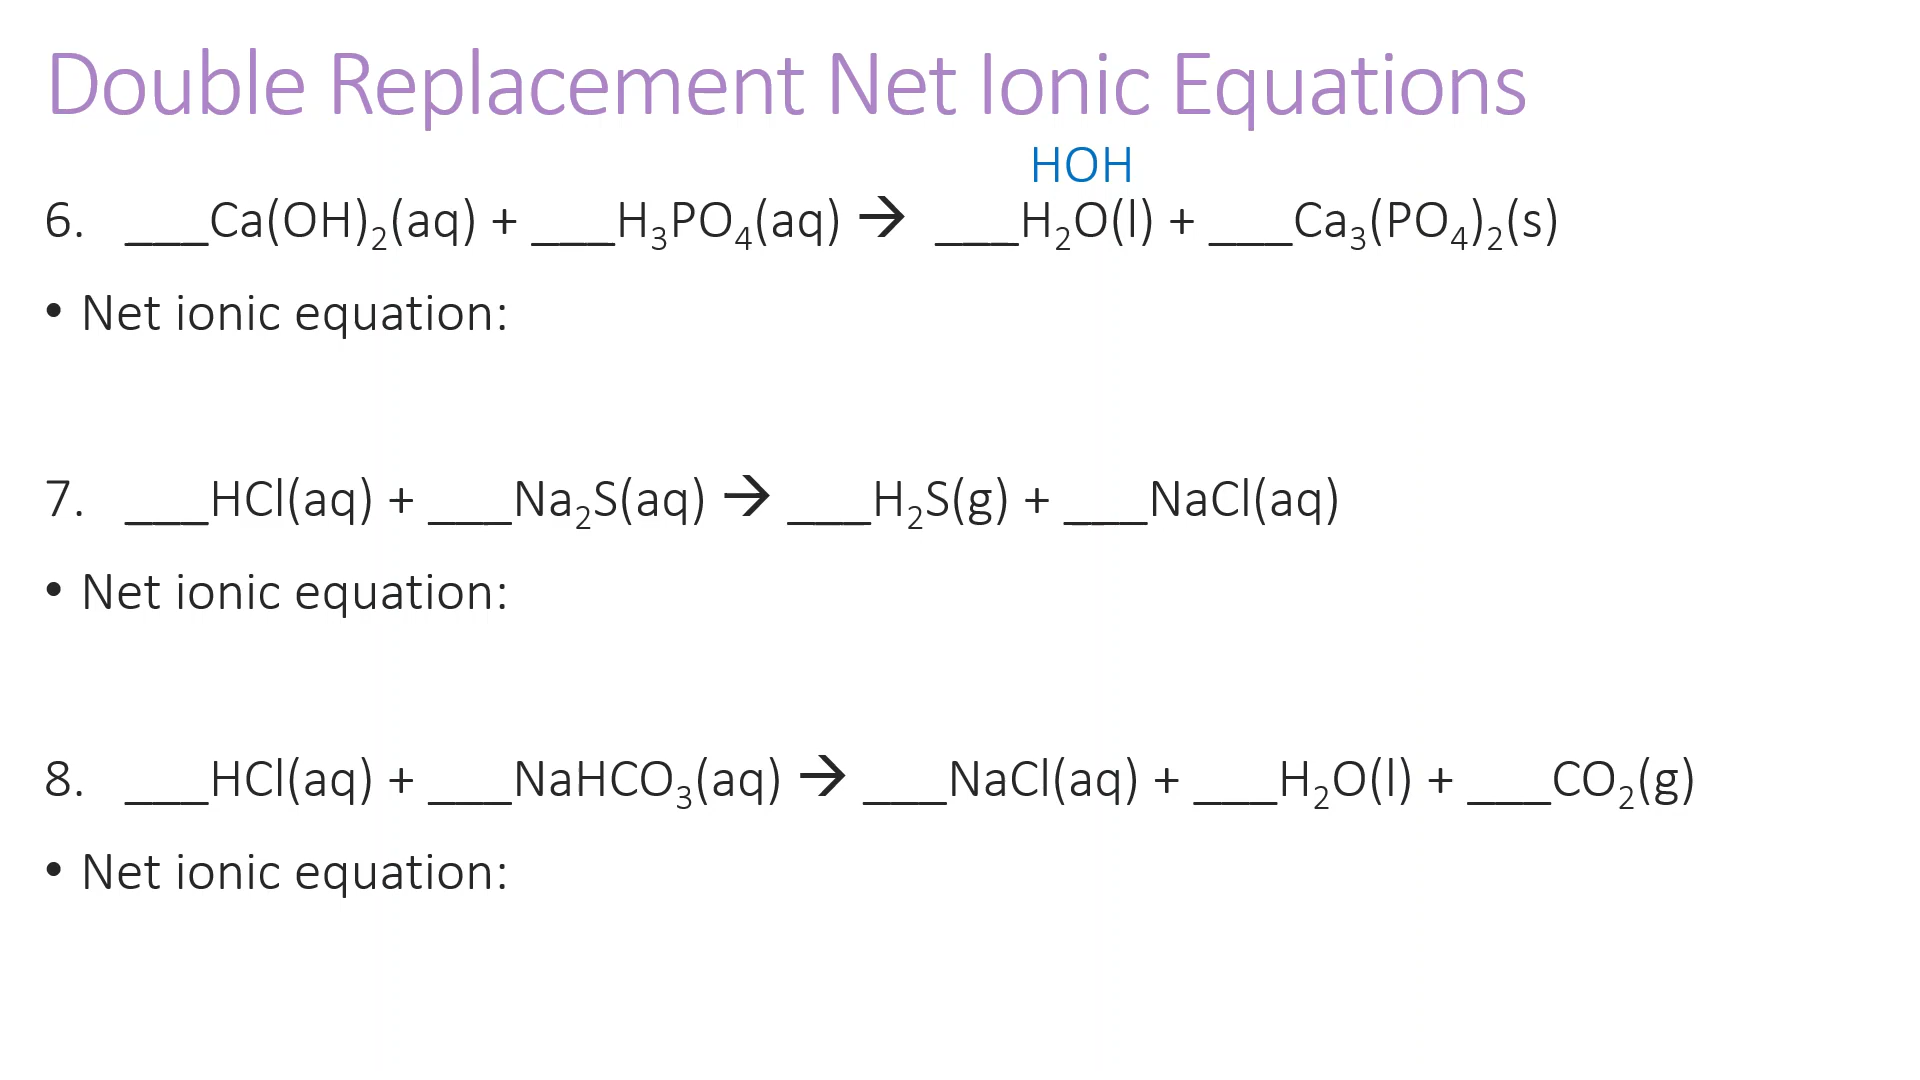 Double Replacement Net Ionic Equations
HOH
6. ___Ca(OH)₂(aq) + ___H₃PO₄(aq) → ___H₂O(l) + ___Ca₃(PO₄)₂(s)
• Net ionic equation:
7. ___HCl(aq) + ___Na₂S(aq) → ___H₂S(g) + ___NaCl(aq)
• Net ionic equation:
8. ___HCl(aq) + ___NaHCO₃(aq) → ___NaCl(aq) + ___H₂O(l) + ___CO₂(g)
• Net ionic equation: